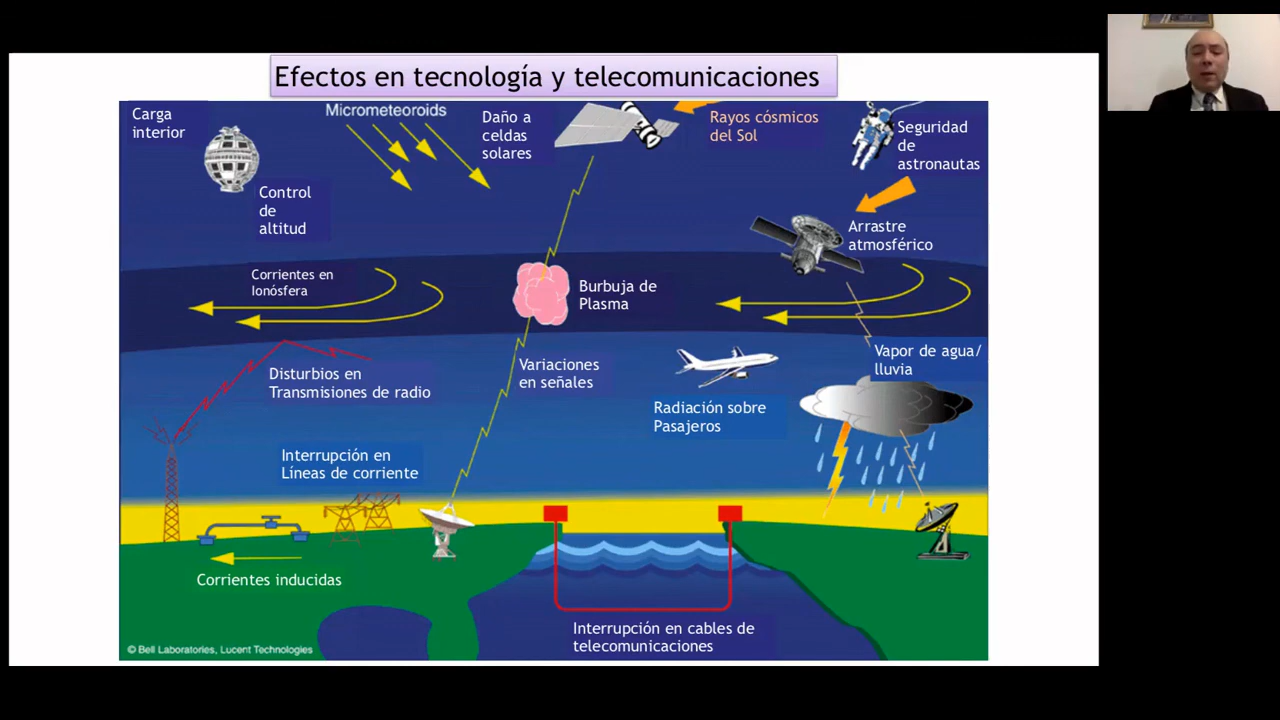 Efectos en tecnología y telecomunicaciones
Carga
interior
Micrometeoroids
Daño a
celdas
solares
Rayos cósmicos
del Sol
Seguridad
de
astronautas
Control
de
altitud
Arrastre
atmosférico
Corrientes en
Ionósfera
Burbuja de
Plasma
Variaciones
en señales
Vapor de agua/
lluvia
Disturbios en
Transmisiones de radio
Radiación sobre
Pasajeros
Interrupción en
Líneas de corriente
Corrientes inducidas
Interrupción en cables de
telecomunicaciones
© Bell Laboratories, Lucent Technologies